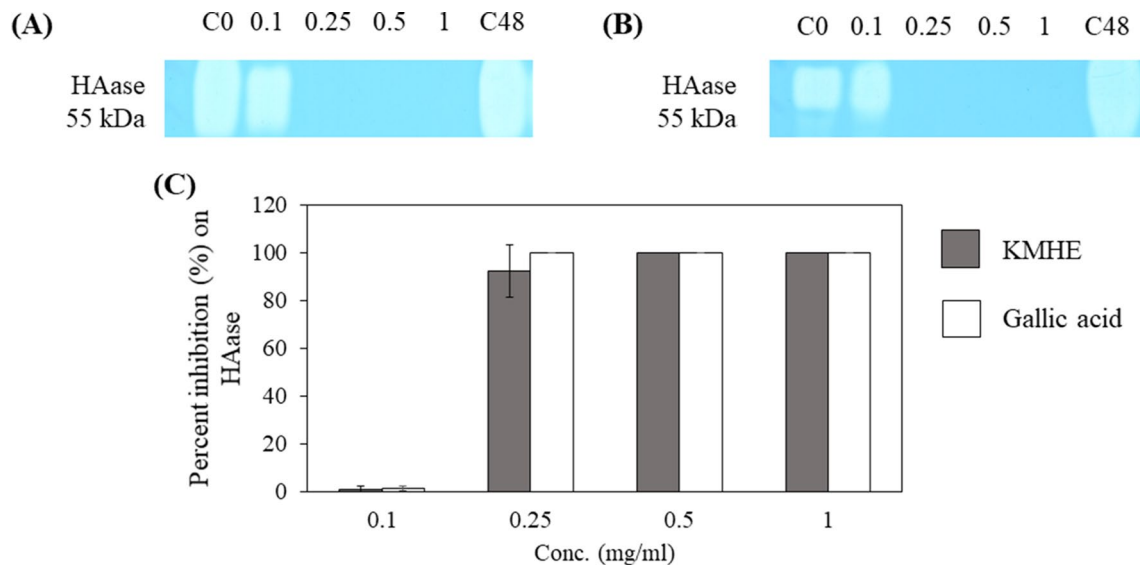 (A) C0 0.1 0.25 0.5 1 C48
HAase
55 kDa
(B) C0 0.1 0.25 0.5 1 C48
HAase
55 kDa
(C)
Percent inhibition (%) on
HAase
120
100
80
60
40
20
0
0.1 0.25 0.5 1
Conc. (mg/ml)
KMHE
Gallic acid